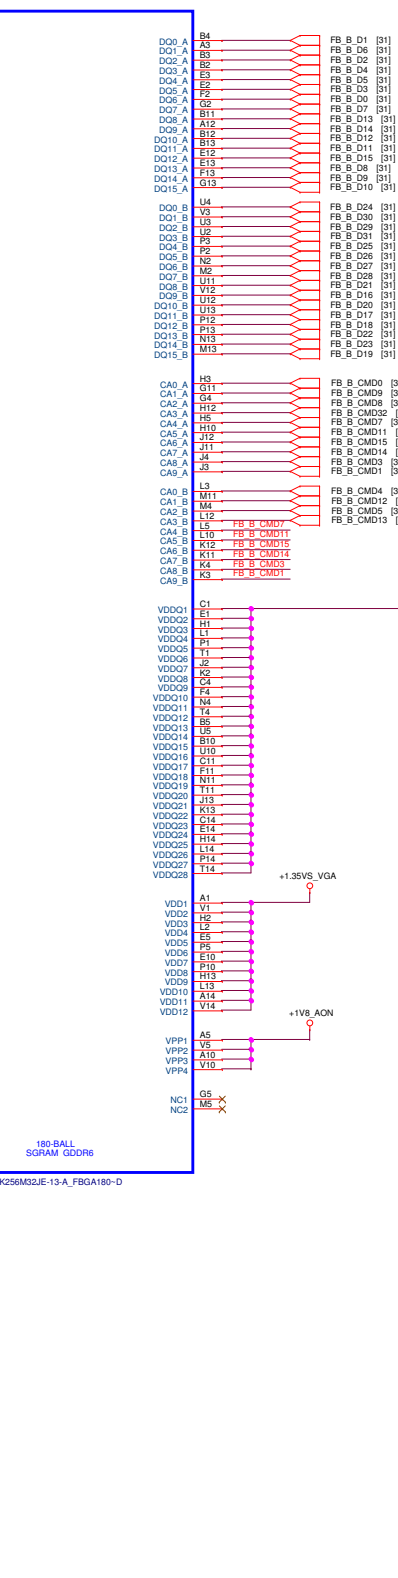 DQ0_A B4 FB_B_D1 [31]
DQ1_A A3 FB_B_D6 [31]
DQ2_A B3 FB_B_D2 [31]
DQ3_A B2 FB_B_D4 [31]
DQ4_A E3 FB_B_D5 [31]
DQ5_A E2 FB_B_D3 [31]
DQ6_A F2 FB_B_D0 [31]
DQ7_A G2 FB_B_D7 [31]
DQ8_A B11 FB_B_D13 [31]
DQ9_A A12 FB_B_D14 [31]
DQ10_A B12 FB_B_D12 [31]
DQ11_A B13 FB_B_D11 [31]
DQ12_A E12 FB_B_D15 [31]
DQ13_A E13 FB_B_D8 [31]
DQ14_A F13 FB_B_D9 [31]
DQ15_A G13 FB_B_D10 [31]
DQ0_B U4 FB_B_D24 [31]
DQ1_B V3 FB_B_D30 [31]
DQ2_B U3 FB_B_D29 [31]
DQ3_B U2 FB_B_D31 [31]
DQ4_B P3 FB_B_D25 [31]
DQ5_B P2 FB_B_D26 [31]
DQ6_B N2 FB_B_D27 [31]
DQ7_B M2 FB_B_D28 [31]
DQ8_B U11 FB_B_D21 [31]
DQ9_B V12 FB_B_D16 [31]
DQ10_B U12 FB_B_D20 [31]
DQ11_B U13 FB_B_D17 [31]
DQ12_B P12 FB_B_D18 [31]
DQ13_B P13 FB_B_D22 [31]
DQ14_B N13 FB_B_D23 [31]
DQ15_B M13 FB_B_D19 [31]
CA0_A H3 FB_B_CMD0 [3
CA1_A G11 FB_B_CMD9 [3
CA2_A G4 FB_B_CMD8 [3
CA3_A H12 FB_B_CMD32 [
CA4_A H5 FB_B_CMD7 [3
CA5_A H10 FB_B_CMD11 [
CA6_A J12 FB_B_CMD15 [
CA7_A J11 FB_B_CMD14 [
CA8_A J4 FB_B_CMD3 [3
CA9_A J3 FB_B_CMD1 [3
CA0_B L3 FB_B_CMD4 [3
CA1_B M11 FB_B_CMD12 [
CA2_B M4 FB_B_CMD5 [3
CA3_B L12 FB_B_CMD13 [
CA4_B L5 FB_B_CMD7
CA5_B L10 FB_B_CMD11
CA6_B K12 FB_B_CMD15
CA7_B K11 FB_B_CMD14
CA8_B K4 FB_B_CMD3
CA9_B K3 FB_B_CMD1
VDDQ1 C1
VDDQ2 E1
VDDQ3 H1
VDDQ4 L1
VDDQ5 P1
VDDQ6 T1
VDDQ7 J2
VDDQ8 K2
VDDQ9 C4
VDDQ10 F4
VDDQ11 N4
VDDQ12 T4
VDDQ13 B5
VDDQ14 U5
VDDQ15 B10
VDDQ16 U10
VDDQ17 C11
VDDQ18 F11
VDDQ19 N11
VDDQ20 T11
VDDQ21 J13
VDDQ22 K13
VDDQ23 C14
VDDQ24 E14
VDDQ25 H14
VDDQ26 L14
VDDQ27 P14
VDDQ28 T14
+1.35VS_VGA
VDD1 A1
VDD2 V1
VDD3 H2
VDD4 L2
VDD5 E5
VDD6 P5
VDD7 E10
VDD8 P10
VDD9 H13
VDD10 L13
VDD11 A14
VDD12 V14
+1V8_AON
VPP1 A5
VPP2 V5
VPP3 A10
VPP4 V10
NC1 G5
NC2 M5
180-BALL
SGRAM GDDR6
K256M32JE-13-A_FBGA180~D